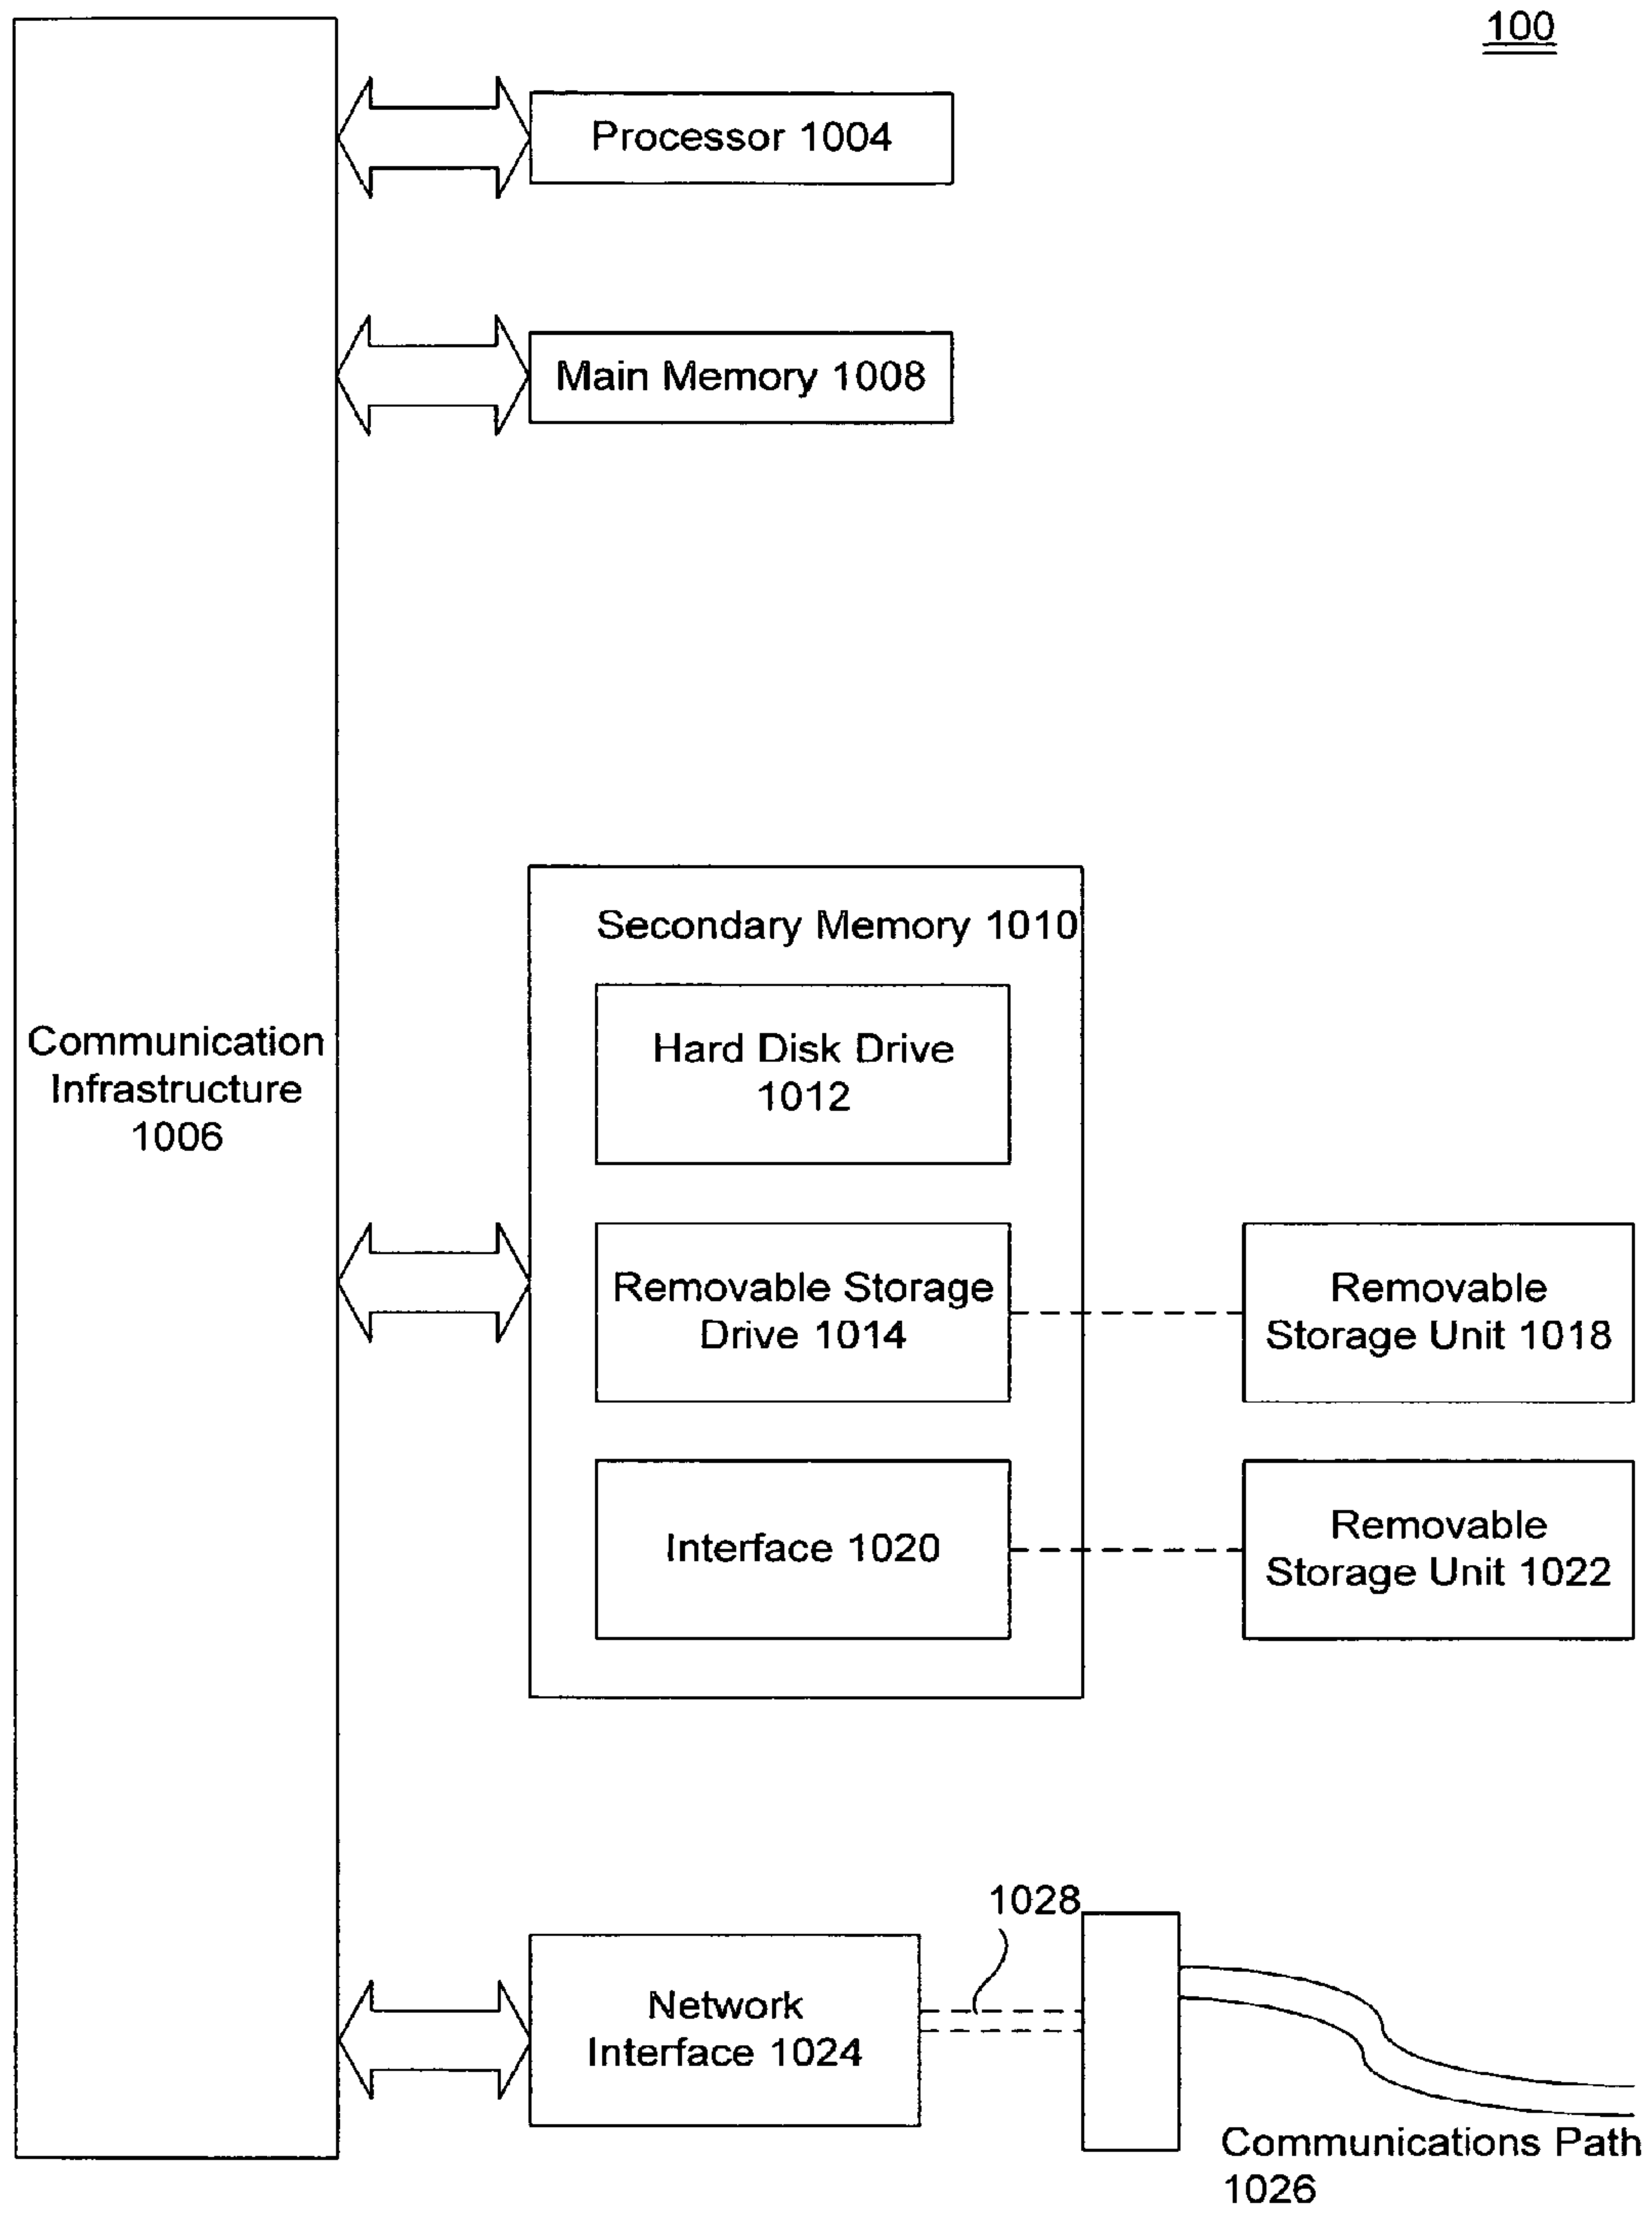 100
Processor 1004
Main Memory 1008
Communication
Infrastructure
1006
Secondary Memory 1010
Hard Disk Drive
1012
Removable Storage
Drive 1014
Removable
Storage Unit 1018
Interface 1020
Removable
Storage Unit 1022
1028
Network
Interface 1024
Communications Path
1026